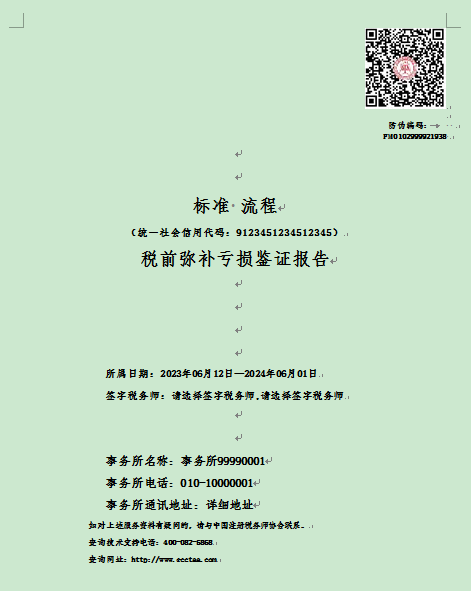 防伪编码：
PM0102999921938
标准 流程
（统一社会信用代码：9123451234512345）
税前弥补亏损鉴证报告
所属日期：2023年06月12日—2024年06月01日
签字税务师：请选择签字税务师,请选择签字税务师
事务所名称：事务所99990001
事务所电话：010-10000001
事务所通讯地址：详细地址
如对上述服务资料有疑问的，请与中国注册税务师协会联系。
查询技术支持电话：400-082-6868
查询网址：http://www.ecctaa.com